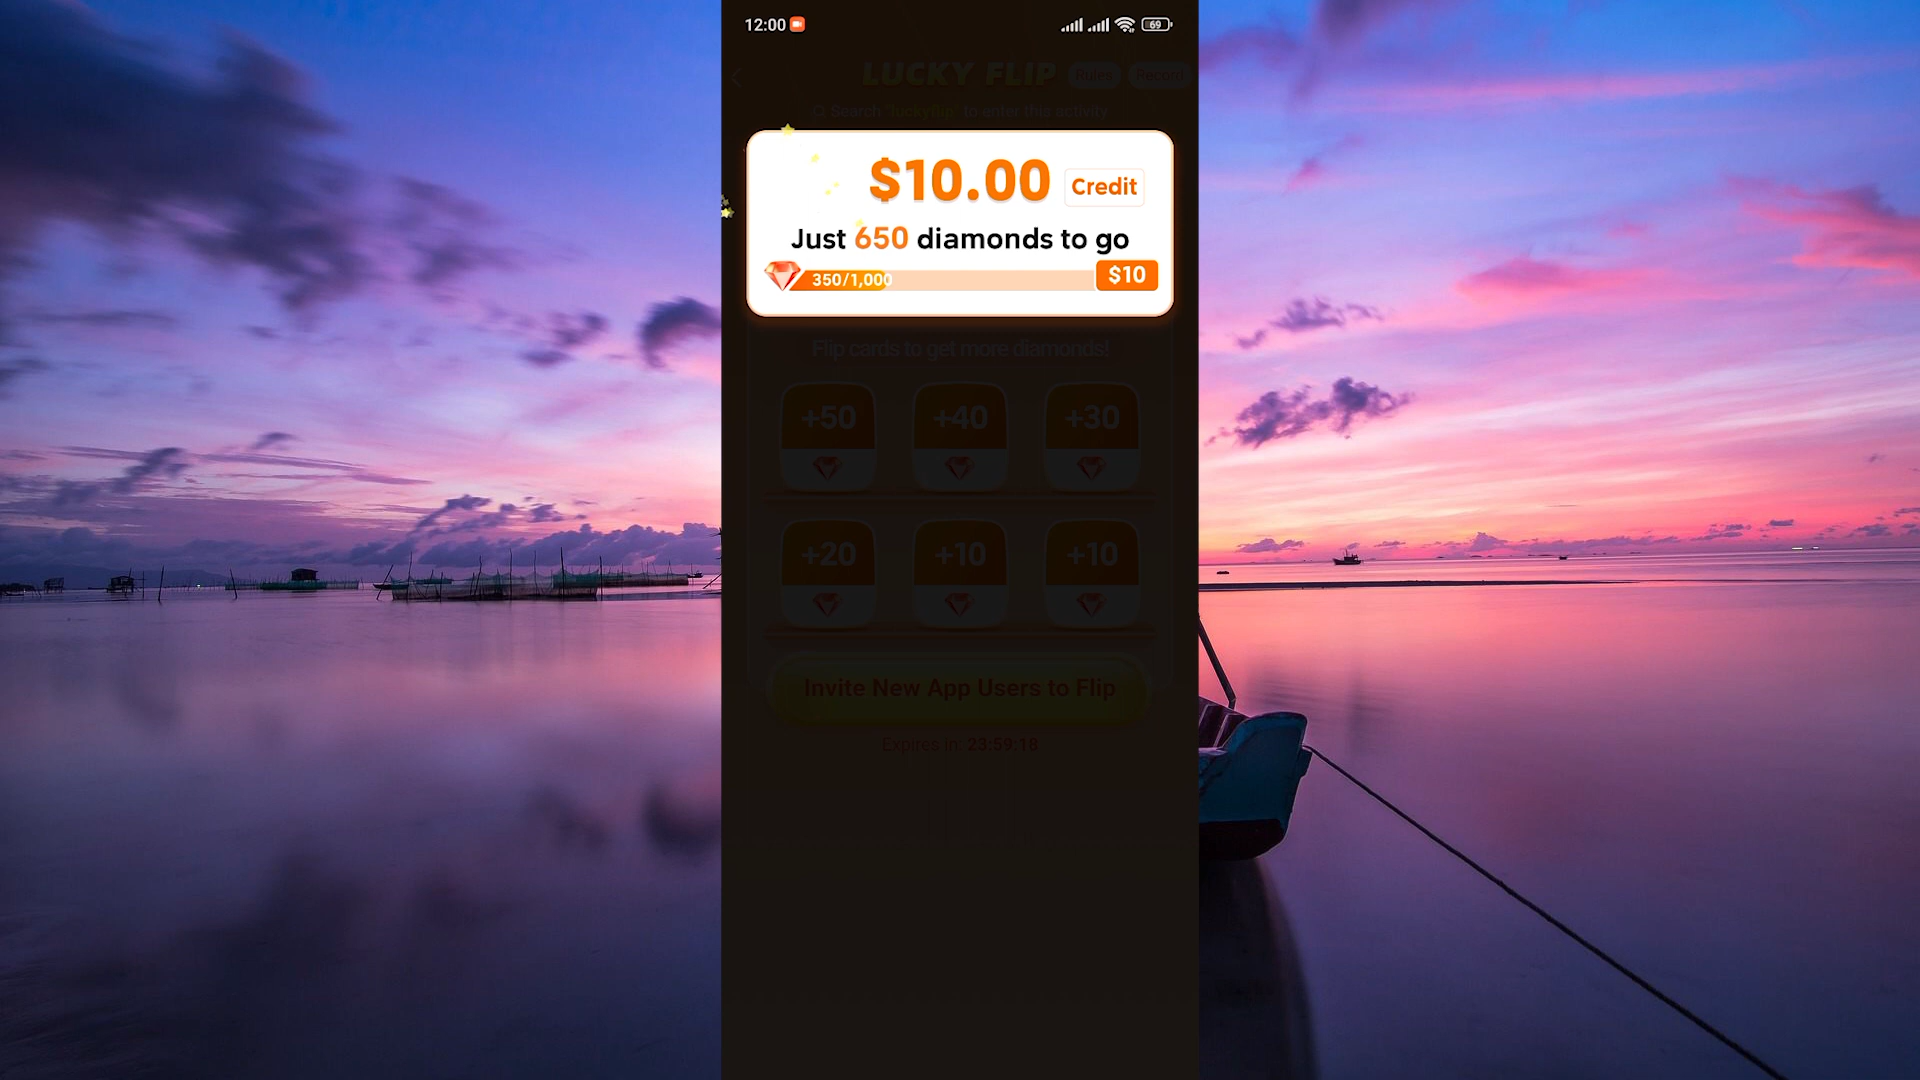 12:00
69
LUCKY FLIP Rules Record
Search "luckyflip" to enter this activity
$10.00 Credit
Just 650 diamonds to go
350/1,000 $10
Flip cards to get more diamonds!
+50 +40 +30
+20 +10 +10
Invite New App Users to Flip
Expires in 23:59:18